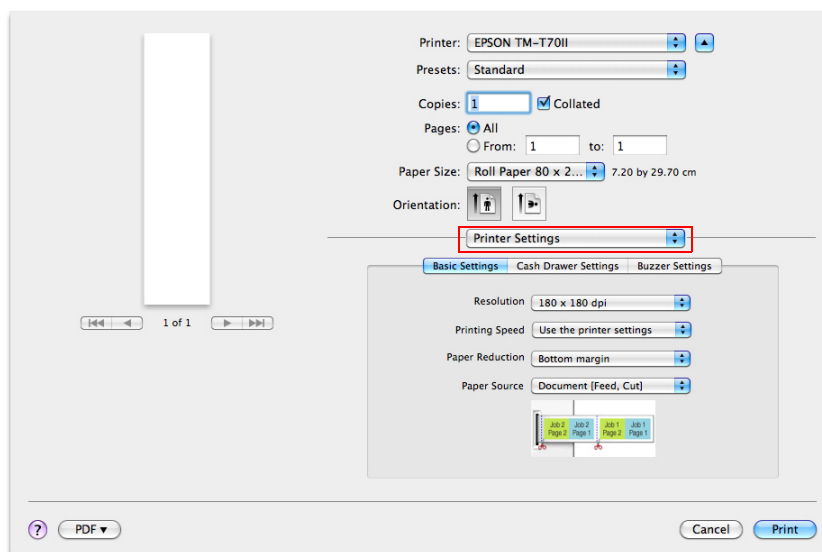 Printer: EPSON TM-T70II
Presets: Standard
Copies: 1 Collated
Pages: All
From: 1 to: 1
Paper Size: Roll Paper 80 x 2... 7.20 by 29.70 cm
Orientation:
Printer Settings
Basic Settings Cash Drawer Settings Buzzer Settings
Resolution 180 x 180 dpi
Printing Speed Use the printer settings
Paper Reduction Bottom margin
Paper Source Document [Feed, Cut]
Job 2 Job 2 Job 1 Job 1
Page 2 Page 1 Page 2 Page 1
1 of 1
? PDF▼ Cancel Print